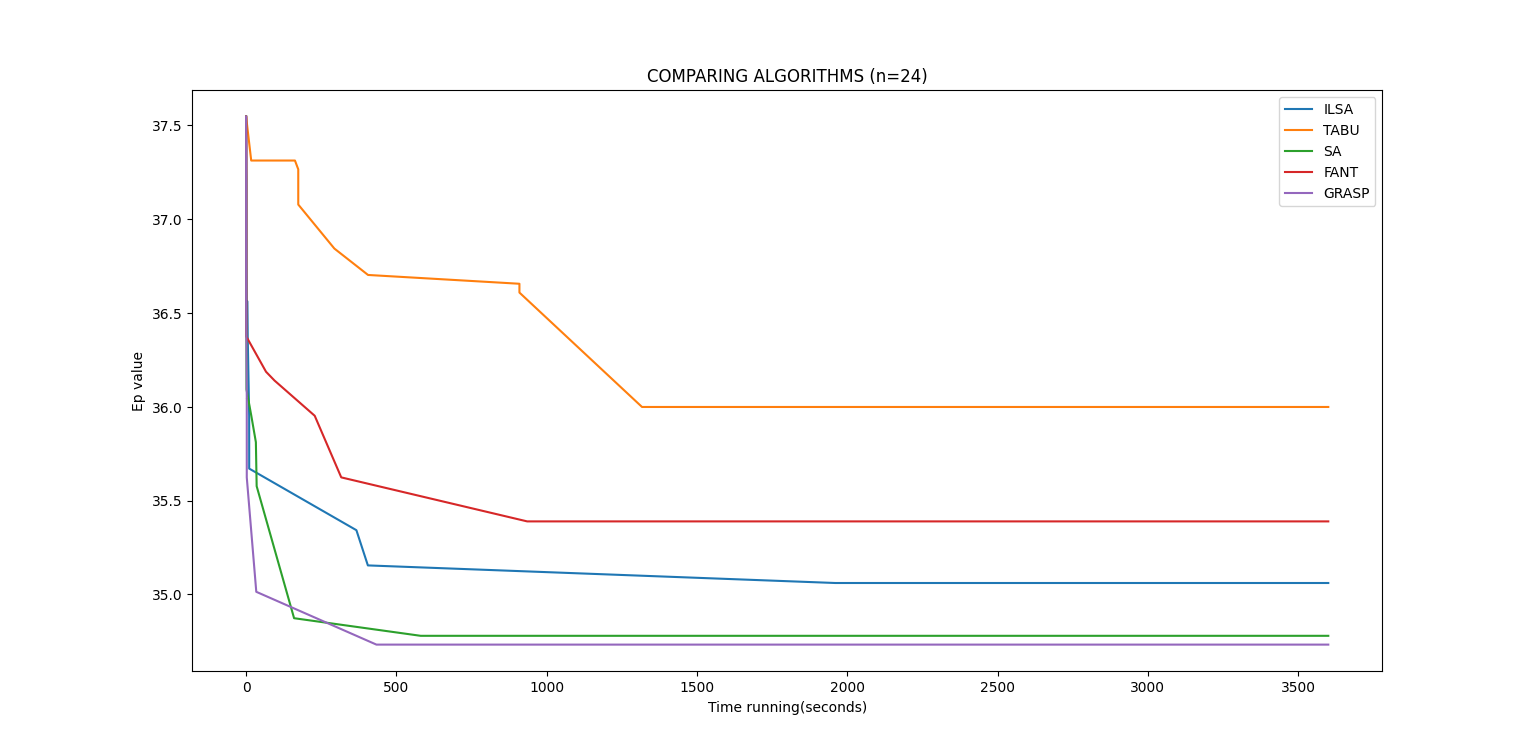 COMPARING ALGORITHMS (n=24)
ILSA
TABU
SA
FANT
GRASP
Ep value
37.5
37.0
36.5
36.0
35.5
35.0
0 500 1000 1500 2000 2500 3000 3500
Time running(seconds)